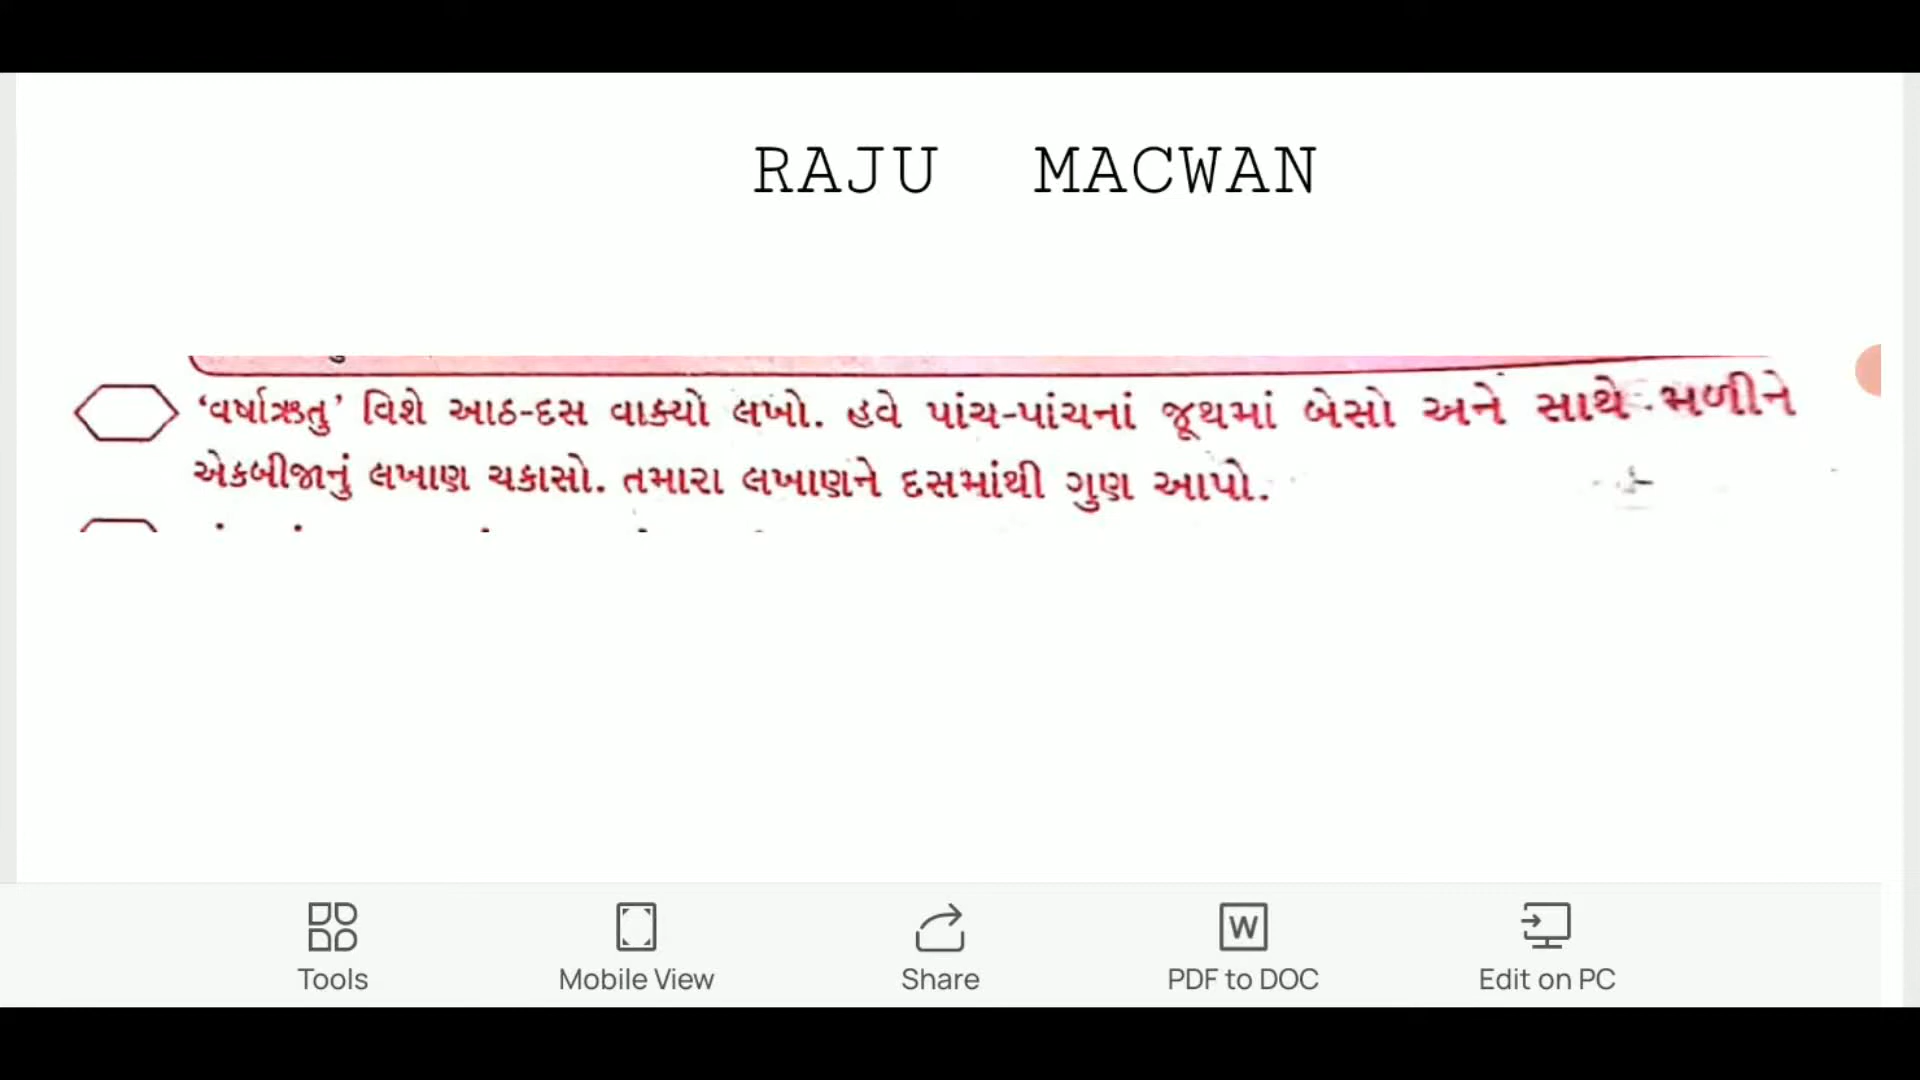 RAJU MACWAN
‘વર્ષાઋતુ’ વિશે આઠ-દસ વાક્યો લખો. હવે પાંચ-પાંચનાં જૂથમાં બેસો અને સાથે મળીને
એકબીજાનું લખાણ ચકાસો. તમારા લખાણને દસમાંથી ગુણ આપો.
Tools Mobile View Share PDF to DOC Edit on PC